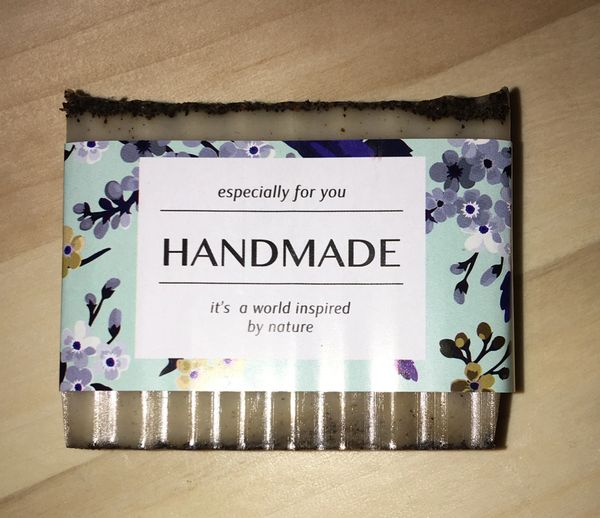 especially for you
HANDMADE
it's a world inspired
by nature